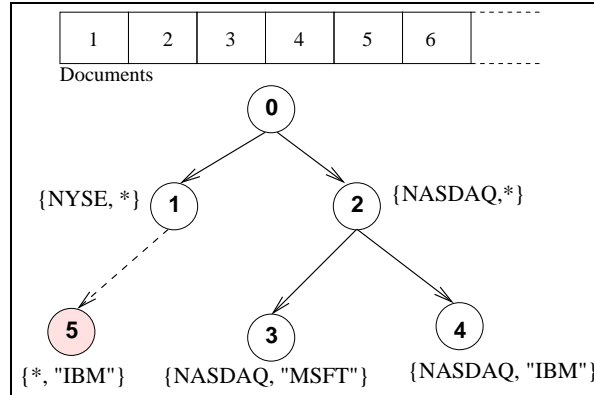 1 2 3 4 5 6
Documents
0
{NYSE, *} 1 2 {NASDAQ,*}
5 3 4
{*, "IBM"} {NASDAQ, "MSFT"} {NASDAQ, "IBM"}